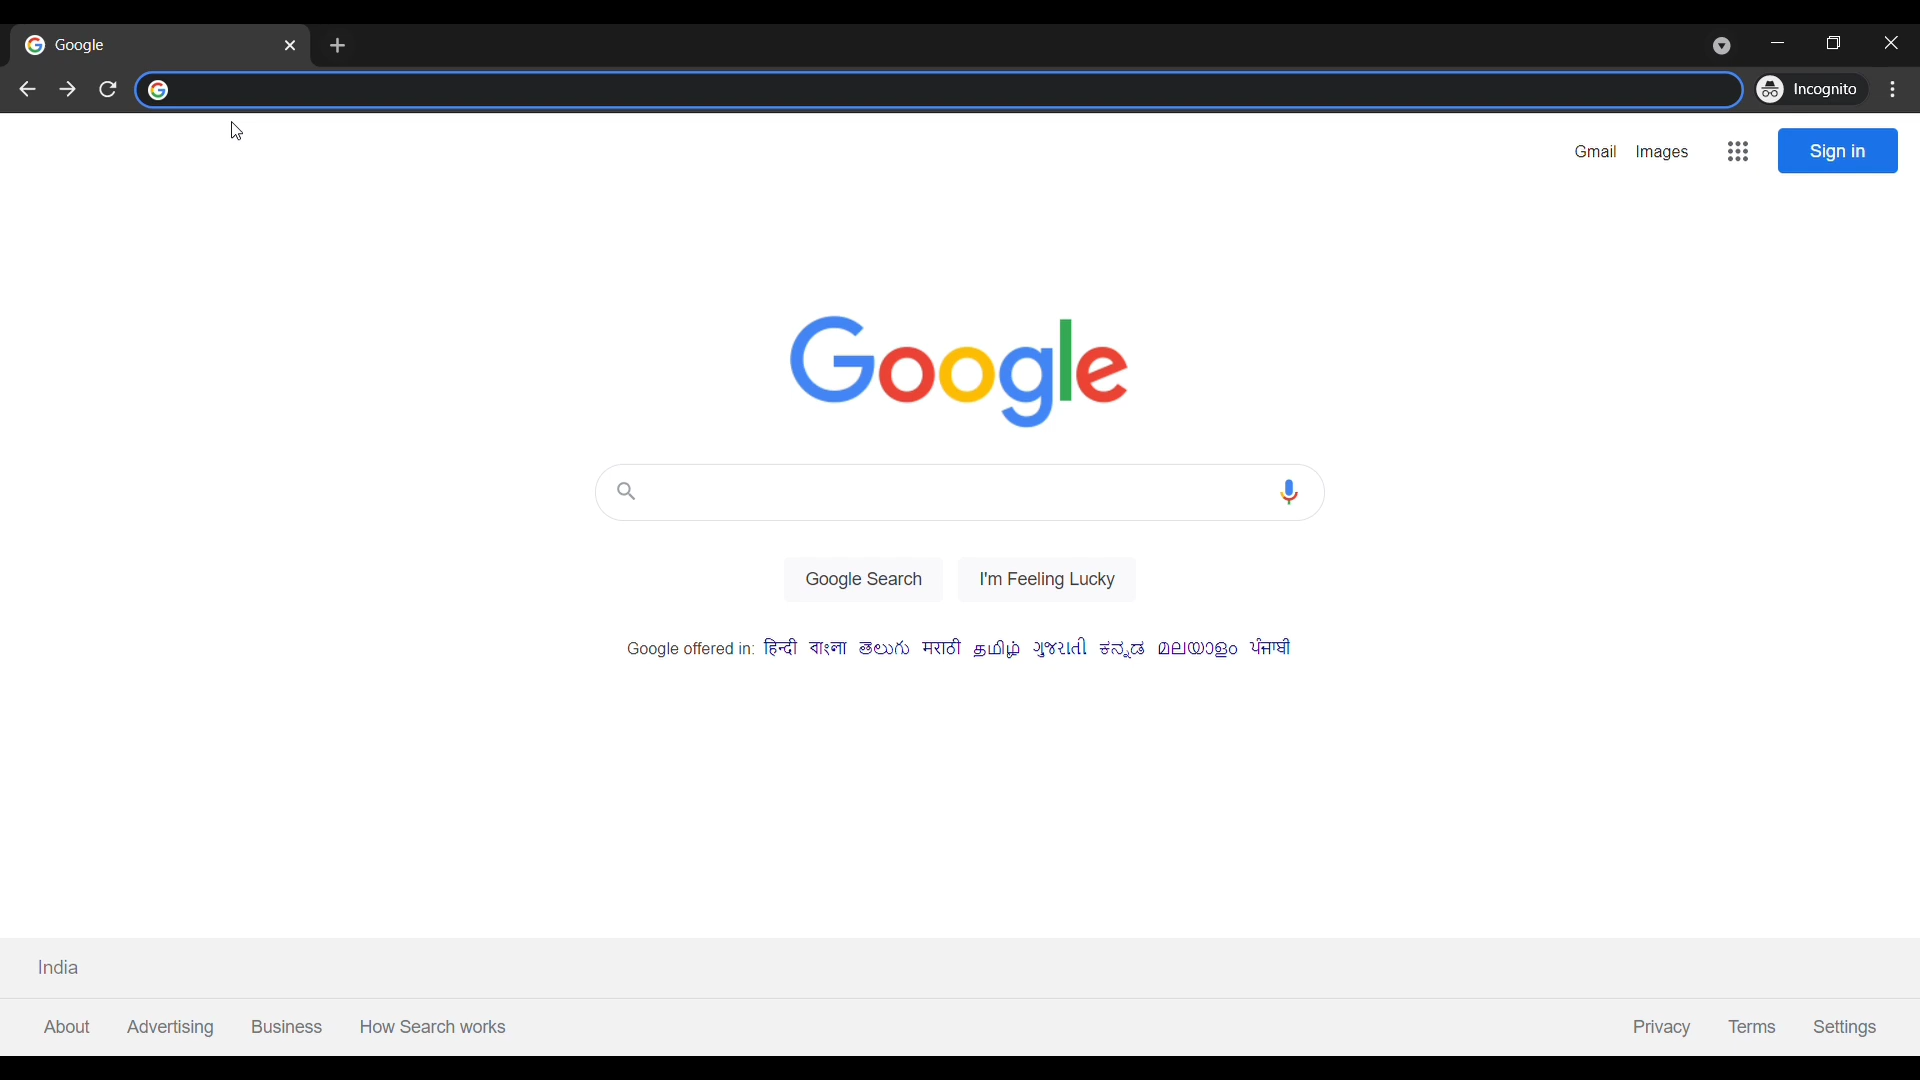 Google
Incognito
Gmail Images Sign in
Google
Google Search I'm Feeling Lucky
Google offered in: हिन्दी বাংলা తెలుగు मराठी தமிழ் ગુજરાતી ಕನ್ನಡ മലയാളം ਪੰਜਾਬੀ
India
About Advertising Business How Search works Privacy Terms Settings